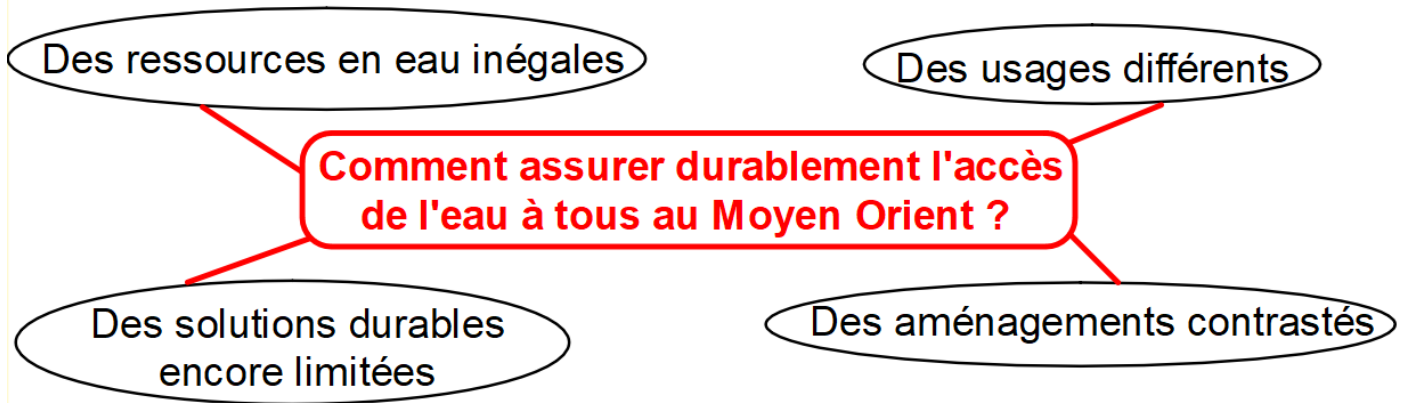 Des ressources en eau inégales
Des usages différents
Comment assurer durablement l'accès
de l'eau à tous au Moyen Orient ?
Des solutions durables
encore limitées
Des aménagements contrastés